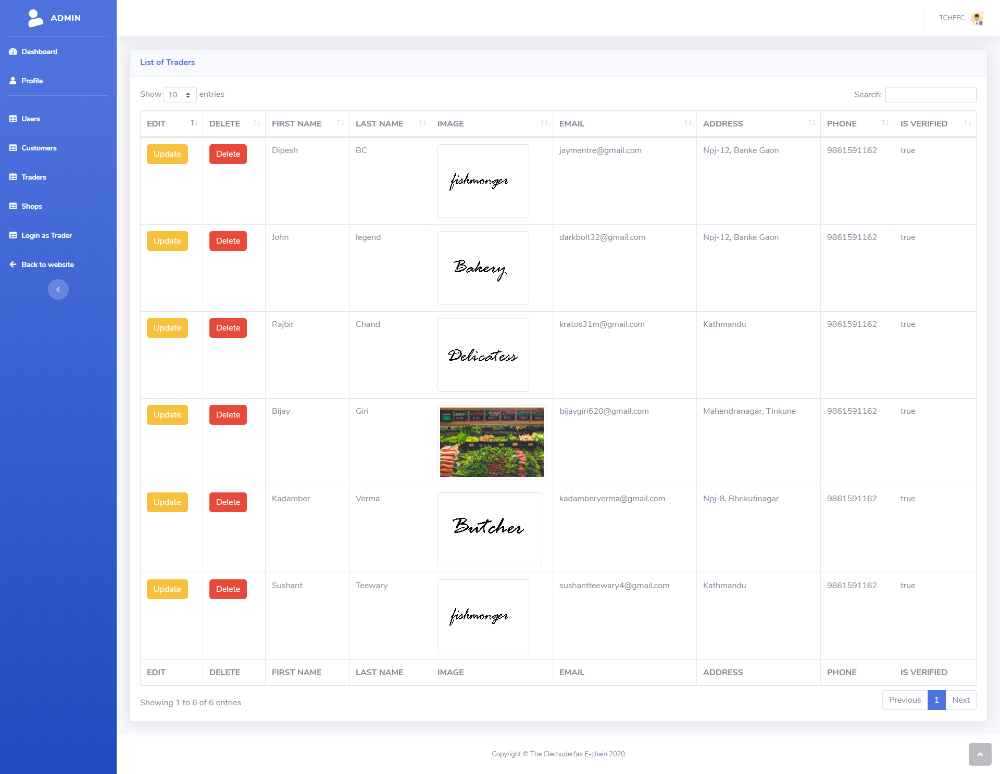 ADMIN
TCHFEC
Dashboard
Profile
Users
Customers
Traders
Shops
Login as Trader
Back to website
List of Traders
Show 10 entries
Search:
EDIT DELETE FIRST NAME LAST NAME IMAGE EMAIL ADDRESS PHONE IS VERIFIED
Update Delete Dipesh BC fishmonger jaymentre@gmail.com Npj-12, Banke Gaon 9861591162 true
Update Delete John legend Bakery darkbolt32@gmail.com Npj-12, Banke Gaon 9861591162 true
Update Delete Rajbir Chand Delicatess kratos31m@gmail.com Kathmandu 9861591162 true
Update Delete Bijay Giri bijaygiri620@gmail.com Mahendranagar, Tinkune 9861591162 true
Update Delete Kadamber Verma Butcher kadamberverma@gmail.com Npj-8, Bhrikutinagar 9861591162 true
Update Delete Sushant Teewary fishmonger sushantteewary4@gmail.com Kathmandu 9861591162 true
EDIT DELETE FIRST NAME LAST NAME IMAGE EMAIL ADDRESS PHONE IS VERIFIED
Showing 1 to 6 of 6 entries
Previous 1 Next
Copyright © The Clechuderfax E-chain 2020